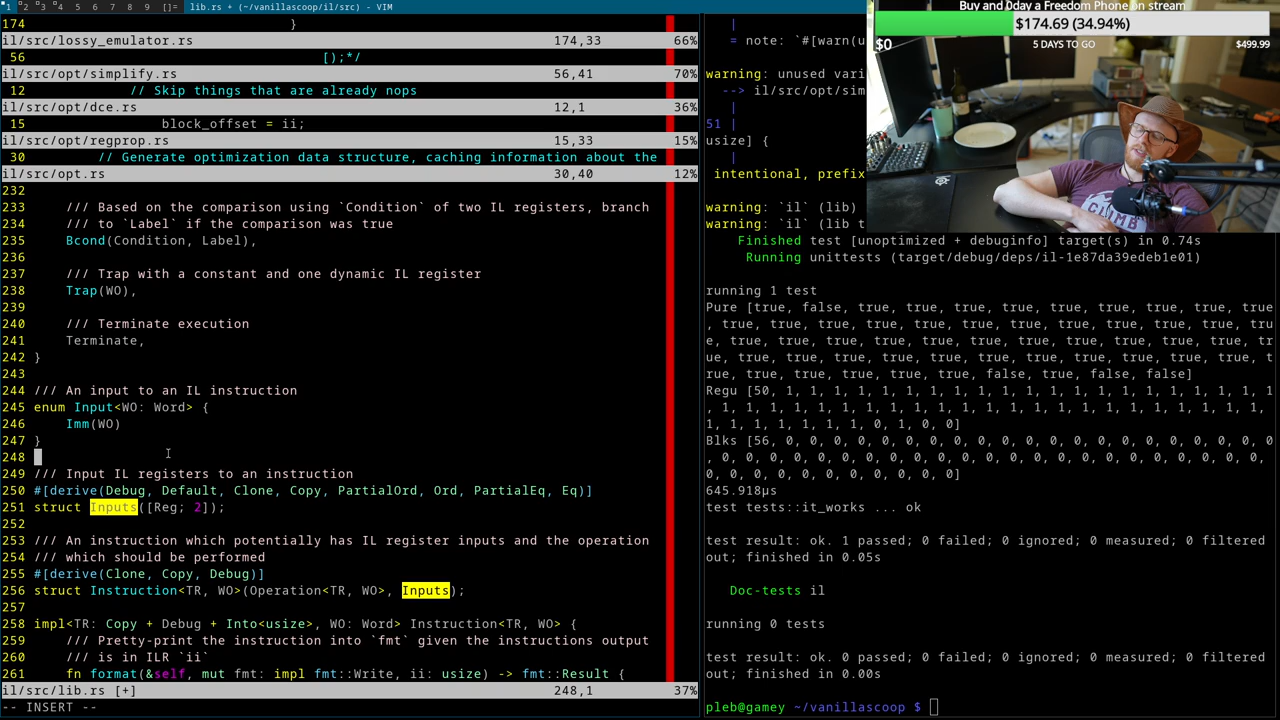 1 2 3 4 5 6 7 8 9 []= lib.rs + (~/vanillascoop/il/src) - VIM
174 }
il/src/lossy_emulator.rs 174,33 66%
56 [);*/
il/src/opt/simplify.rs 56,41 70%
12 // Skip things that are already nops
il/src/opt/dce.rs 12,1 36%
15 block_offset = ii;
il/src/opt/regprop.rs 15,33 15%
30 // Generate optimization data structure, caching information about the
il/src/opt.rs 30,40 12%
232
233 /// Based on the comparison using `Condition` of two IL registers, branch
234 /// to `Label` if the comparison was true
235 Bcond(Condition, Label),
236
237 /// Trap with a constant and one dynamic IL register
238 Trap(WO),
239
240 /// Terminate execution
241 Terminate,
242 }
243
244 /// An input to an IL instruction
245 enum Input<WO: Word> {
246 Imm(WO)
247 }
248
249 /// Input IL registers to an instruction
250 #[derive(Debug, Default, Clone, Copy, PartialOrd, Ord, PartialEq, Eq)]
251 struct Inputs([Reg; 2]);
252
253 /// An instruction which potentially has IL register inputs and the operation
254 /// which should be performed
255 #[derive(Clone, Copy, Debug)]
256 struct Instruction<TR, WO>(Operation<TR, WO>, Inputs);
257
258 impl<TR: Copy + Debug + Into<usize>, WO: Word> Instruction<TR, WO> {
259 /// Pretty-print the instruction into `fmt` given the instructions output
260 /// is in ILR `ii`
261 fn format(&self, mut fmt: impl fmt::Write, ii: usize) -> fmt::Result {
il/src/lib.rs [+] 248,1 37%
-- INSERT --
|
= note: `#[warn(u
warning: unused vari
--> il/src/opt/sim
|
51 |
usize] {
|
intentional, prefix
warning: `il` (lib)
warning: `il` (lib t
Finished test [unoptimized + debuginfo] target(s) in 0.74s
Running unittests (target/debug/deps/il-1e87da39edeb1e01)
running 1 test
Pure [true, false, true, true, true, true, true, true, true, true, true
, true, true, true, true, true, true, true, true, true, true, true, tru
e, true, true, true, true, true, true, true, true, true, true, true, tr
ue, true, true, true, true, true, true, true, true, true, true, true, t
rue, true, true, true, true, true, false, true, false, false]
Regu [50, 1, 1, 1, 1, 1, 1, 1, 1, 1, 1, 1, 1, 1, 1, 1, 1, 1, 1, 1, 1, 1
, 1, 1, 1, 1, 1, 1, 1, 1, 1, 1, 1, 1, 1, 1, 1, 1, 1, 1, 1, 1, 1, 1, 1,
1, 1, 1, 1, 1, 1, 1, 0, 1, 0, 0]
Blks [56, 0, 0, 0, 0, 0, 0, 0, 0, 0, 0, 0, 0, 0, 0, 0, 0, 0, 0, 0, 0, 0
, 0, 0, 0, 0, 0, 0, 0, 0, 0, 0, 0, 0, 0, 0, 0, 0, 0, 0, 0, 0, 0, 0, 0,
0, 0, 0, 0, 0, 0, 0, 0, 0, 0, 0]
645.918µs
test tests::it_works ... ok
test result: ok. 1 passed; 0 failed; 0 ignored; 0 measured; 0 filtered
out; finished in 0.05s
Doc-tests il
running 0 tests
test result: ok. 0 passed; 0 failed; 0 ignored; 0 measured; 0 filtered
out; finished in 0.00s
pleb@gamey ~/vanillascoop $
Buy and 0day a Freedom Phone on stream
$174.69 (34.94%)
$0 5 DAYS TO GO $499.99
CLIMB